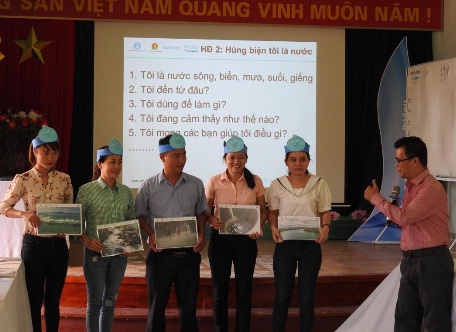 SẢN VIỆT NAM QUANG VINH MUÔN NĂM !
HĐ 2: Hùng biện tôi là nước
1. Tôi là nước sông, biển, mưa, suối, giếng
2. Tôi đến từ đâu?
3. Tôi dùng để làm gì?
4. Tôi đang cảm thấy như thế nào?
5. Tôi mong các bạn giúp tôi điều gì?
........